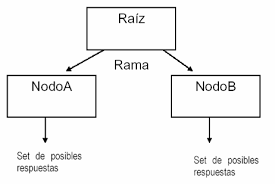 Raíz
Rama
NodoA
NodoB
Set de posibles
respuestas
Set de posibles
respuestas